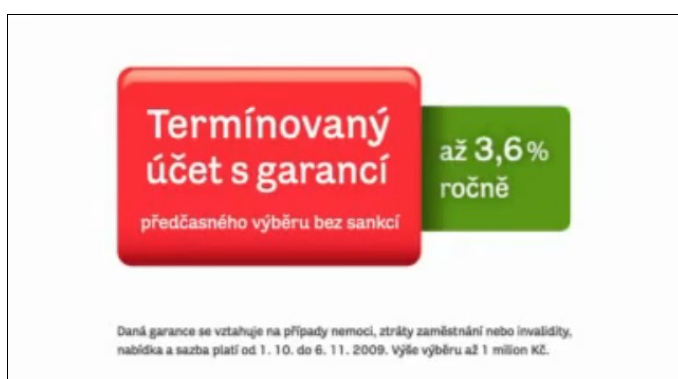 Termínovaný
účet s garancí
předčasného výběru bez sankcí
až 3,6%
ročně
Daná garance se vztahuje na případy nemoci, ztráty zaměstnání nebo invalidity,
nabídka a sazba platí od 1. 10. do 6. 11. 2009. Výše výběru až 1 milion Kč.